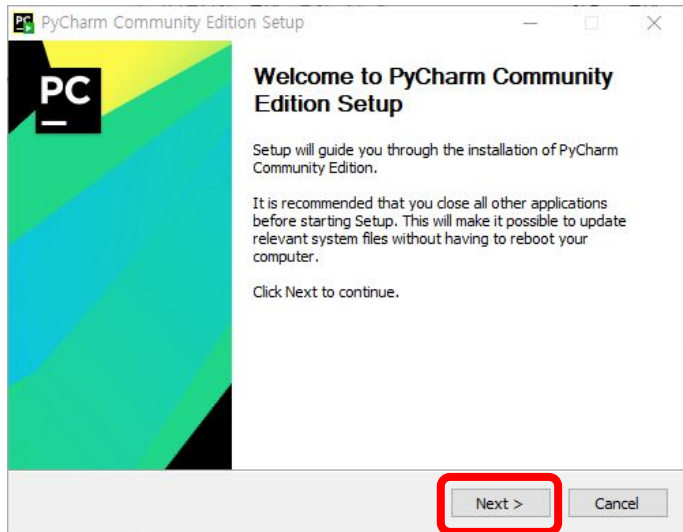 PyCharm Community Edition Setup
PC
Welcome to PyCharm Community
Edition Setup
Setup will guide you through the installation of PyCharm
Community Edition.
It is recommended that you close all other applications
before starting Setup. This will make it possible to update
relevant system files without having to reboot your
computer.
Click Next to continue.
Next >
Cancel